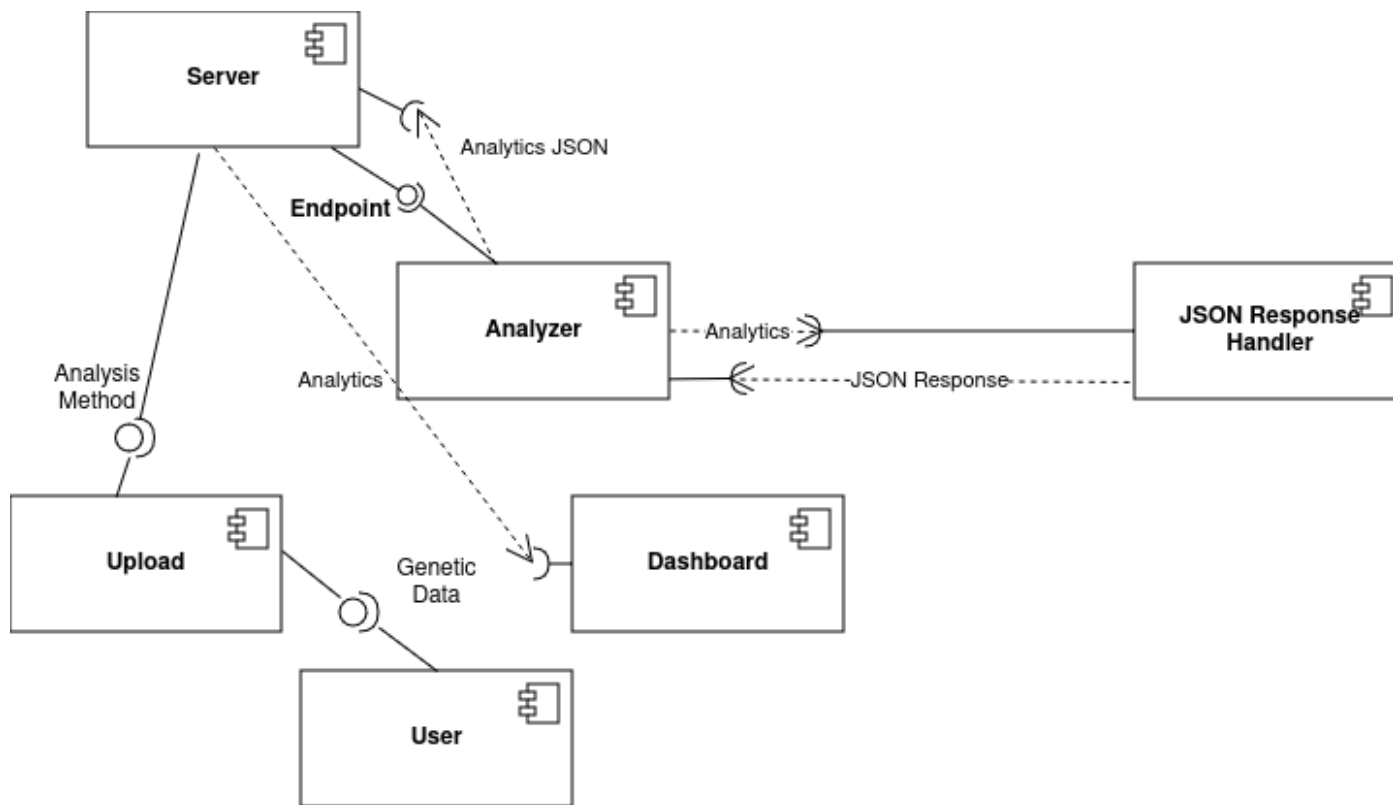 Server
Analytics JSON
Endpoint
Analyzer
Analytics
JSON Response
Handler
JSON Response
Analysis
Method
Analytics
Upload
Genetic
Data
Dashboard
User